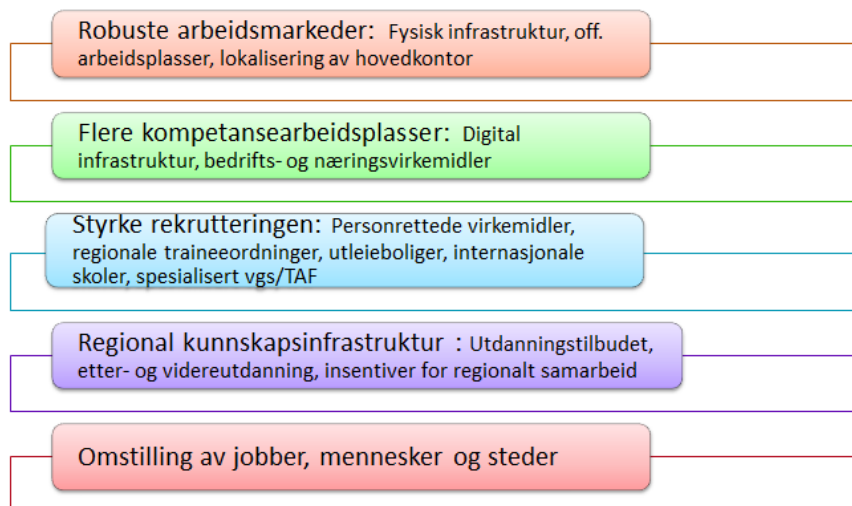 Robuste arbeidsmarkeder: Fysisk infrastruktur, off.
arbeidsplasser, lokalisering av hovedkontor
Flere kompetansearbeidsplasser: Digital
infrastruktur, bedrifts- og næringsvirkemidler
Styrke rekrutteringen: Personrettede virkemidler,
regionale traineeordninger, utleieboliger, internasjonale
skoler, spesialisert vgs/TAF
Regional kunnskapsinfrastruktur : Utdanningstilbudet,
etter- og videreutdanning, insentiver for regionalt samarbeid
Omstilling av jobber, mennesker og steder